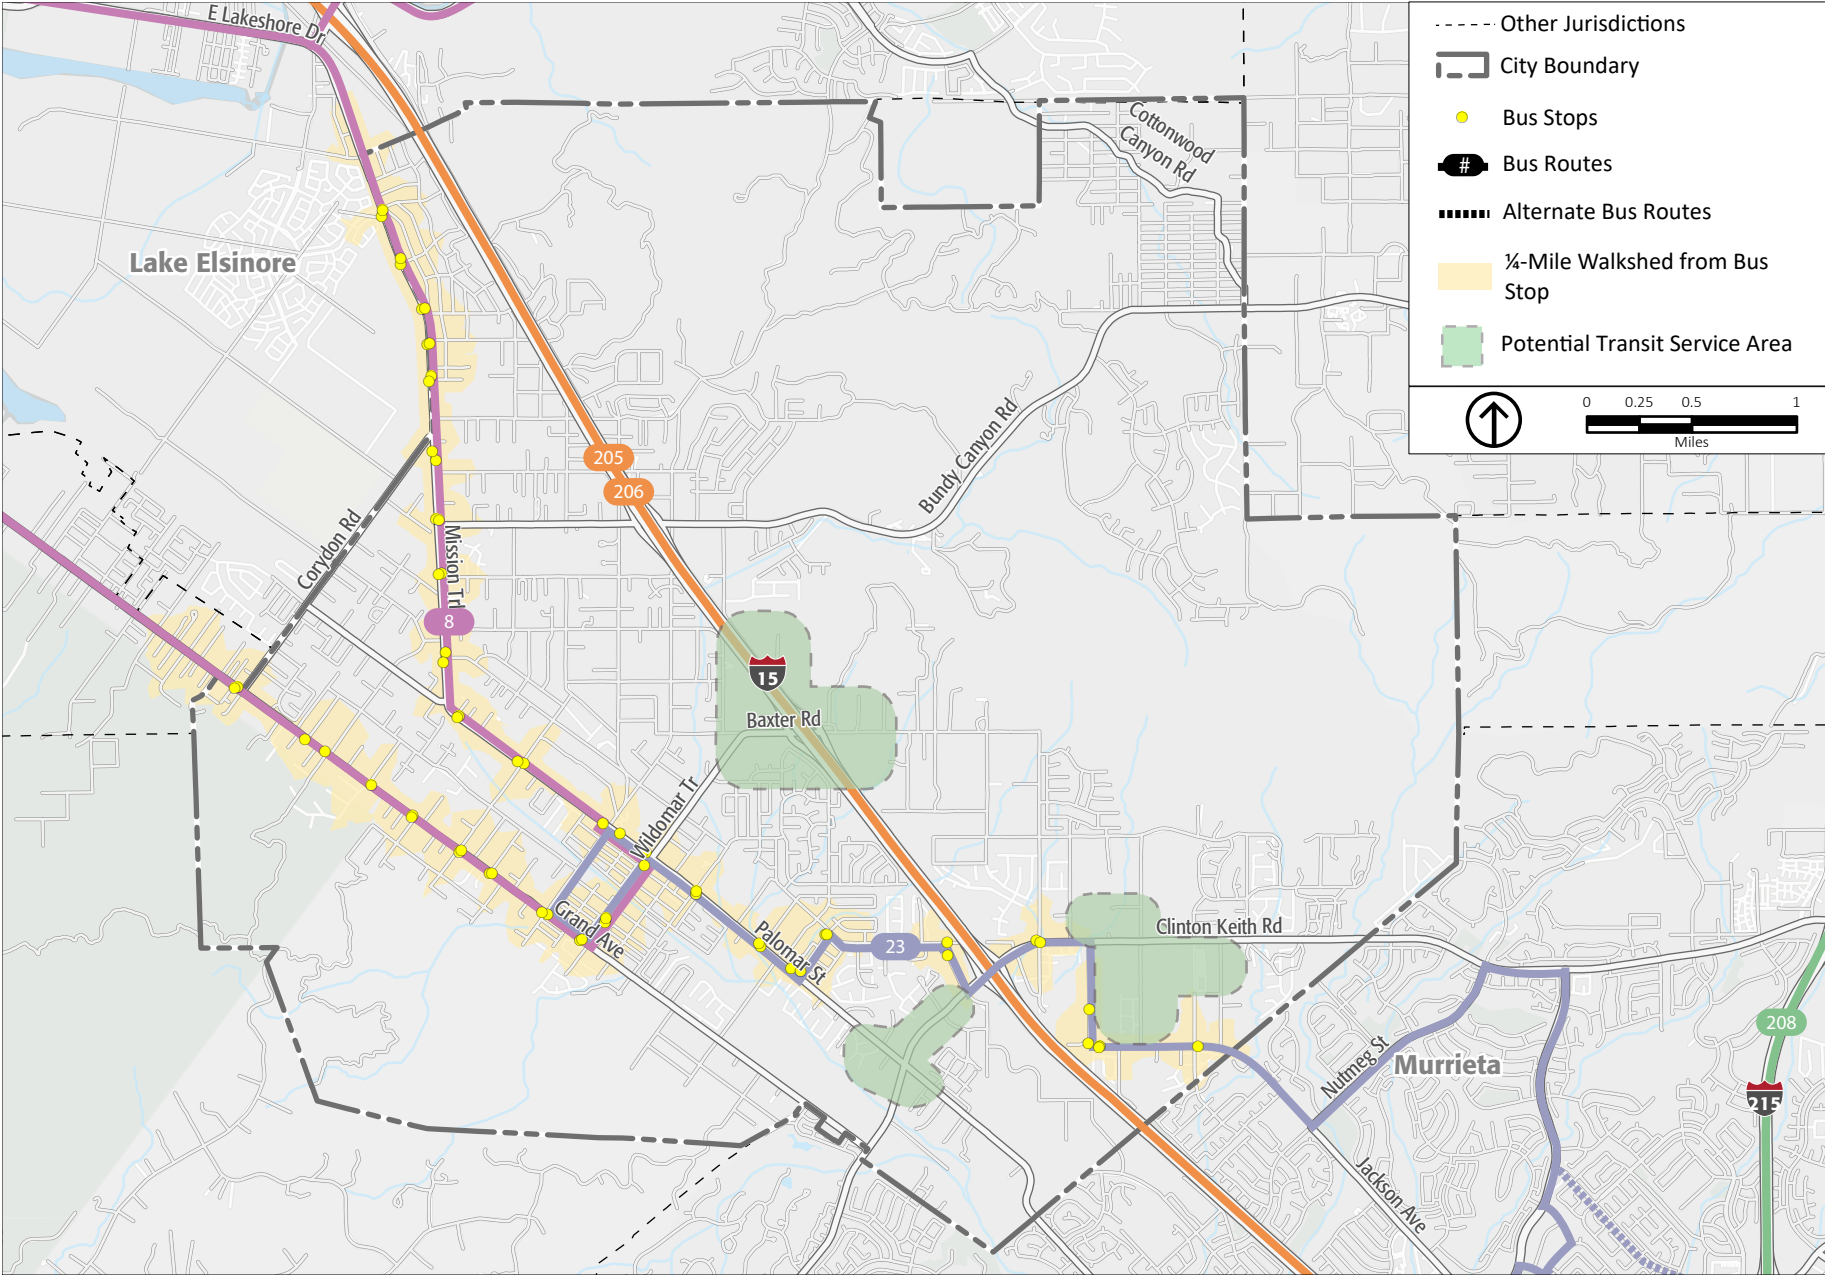 E Lakeshore Dr
Other Jurisdictions
City Boundary
Bus Stops
#
Bus Routes
Alternate Bus Routes
¼-Mile Walkshed from Bus
Stop
Potential Transit Service Area
0 0.25 0.5 1
Miles
Cottonwood
Canyon Rd
Lake Elsinore
205
206
Bundy Canyon Rd
Corydon Rd
Mission Trl
8
15
Baxter Rd
Wildomar Tr
Grand Ave
Palomar St
23
Clinton Keith Rd
208
Nutmeg St
Murrieta
215
Jackson Ave